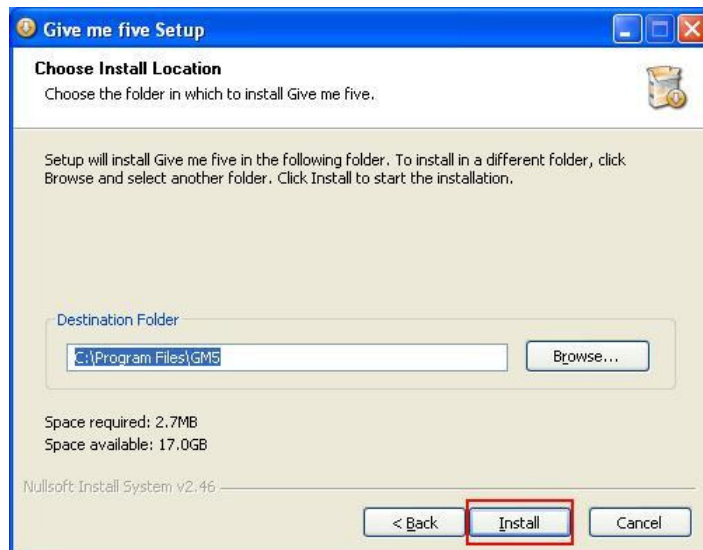 Give me five Setup
Choose Install Location
Choose the folder in which to install Give me five.
Setup will install Give me five in the following folder. To install in a different folder, click
Browse and select another folder. Click Install to start the installation.
Destination Folder
C:\Program Files\GM5
Browse...
Space required: 2.7MB
Space available: 17.0GB
Nullsoft Install System v2.46
< Back
Install
Cancel